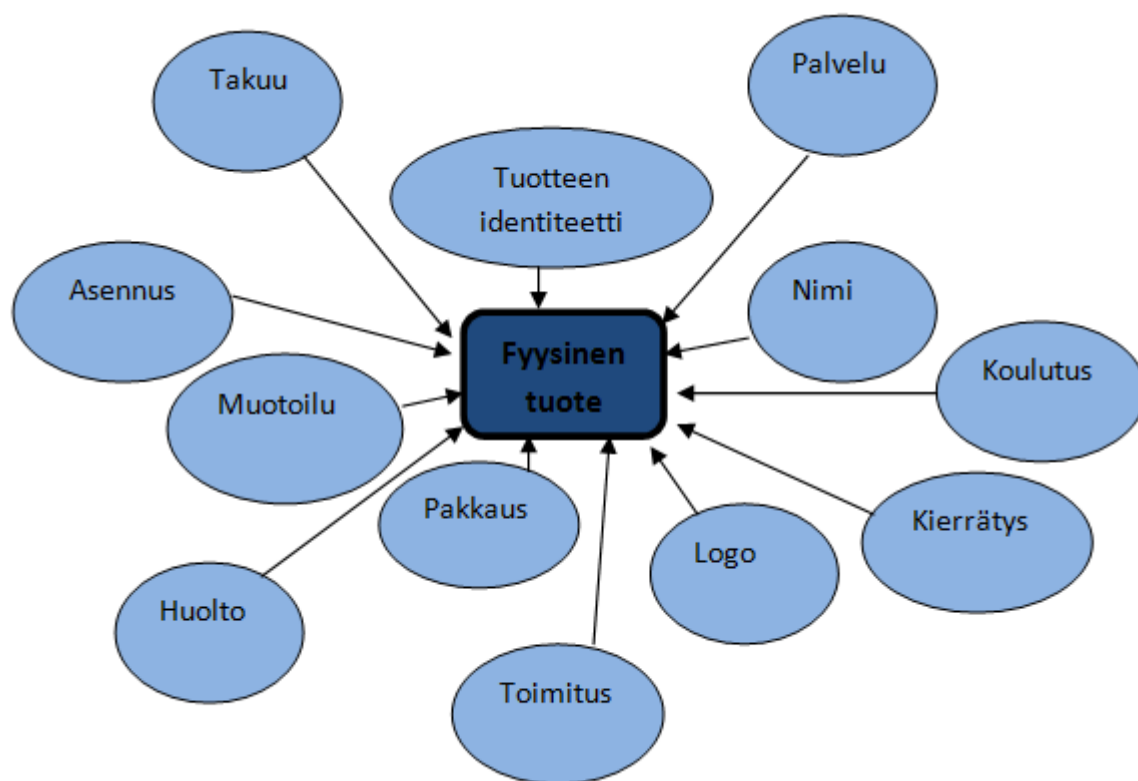 Takuu
Palvelu
Tuotteen
identiteetti
Asennus
Nimi
Fyysinen
tuote
Koulutus
Muotoilu
Pakkaus
Kierrätys
Logo
Huolto
Toimitus